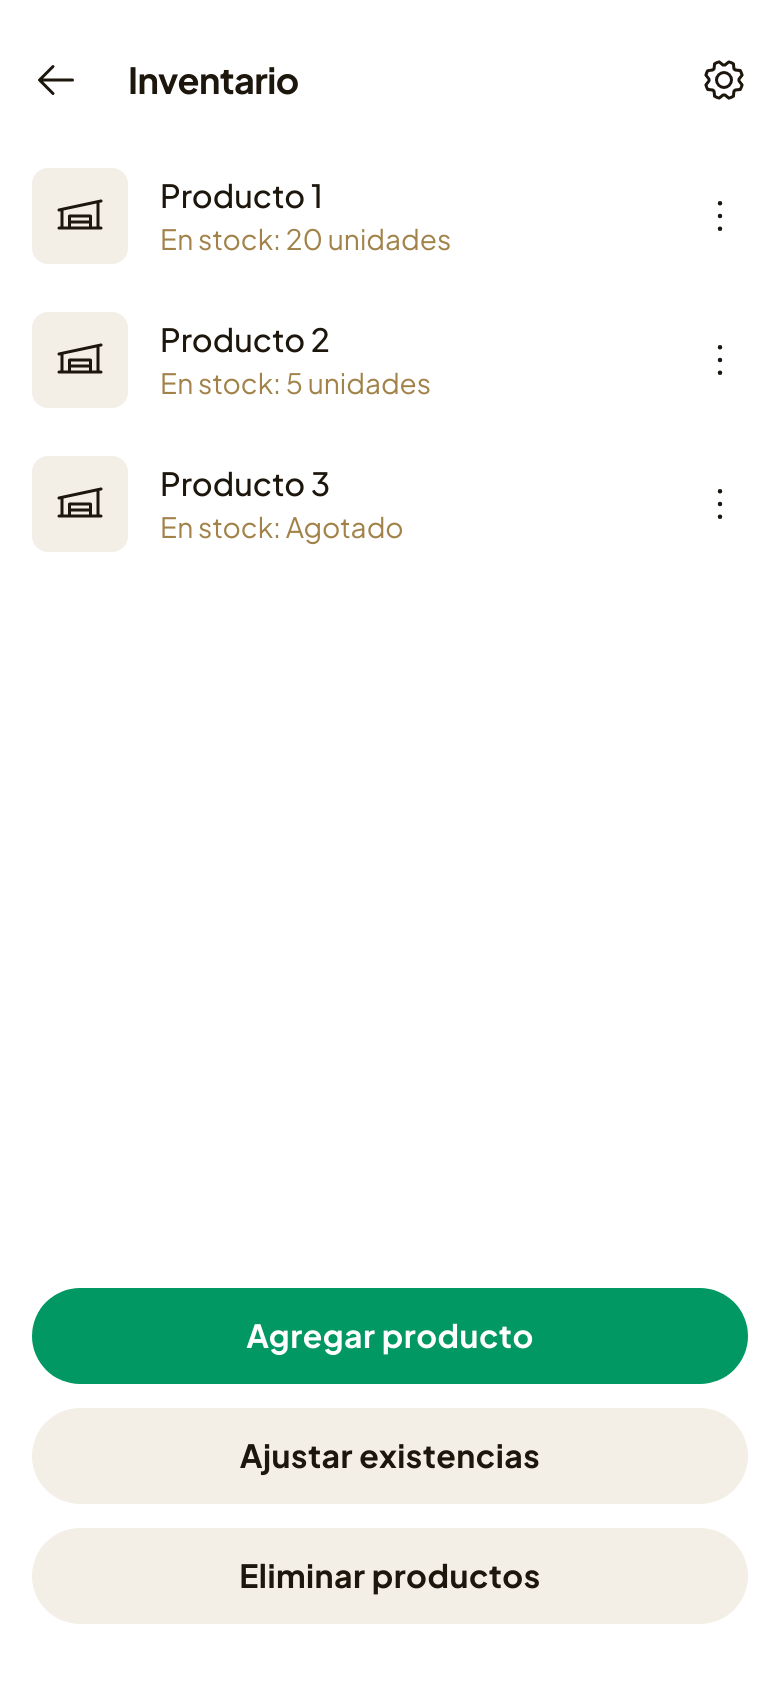 Inventario
Producto 1
En stock: 20 unidades
Producto 2
En stock: 5 unidades
Producto 3
En stock: Agotado
Agregar producto
Ajustar existencias
Eliminar productos